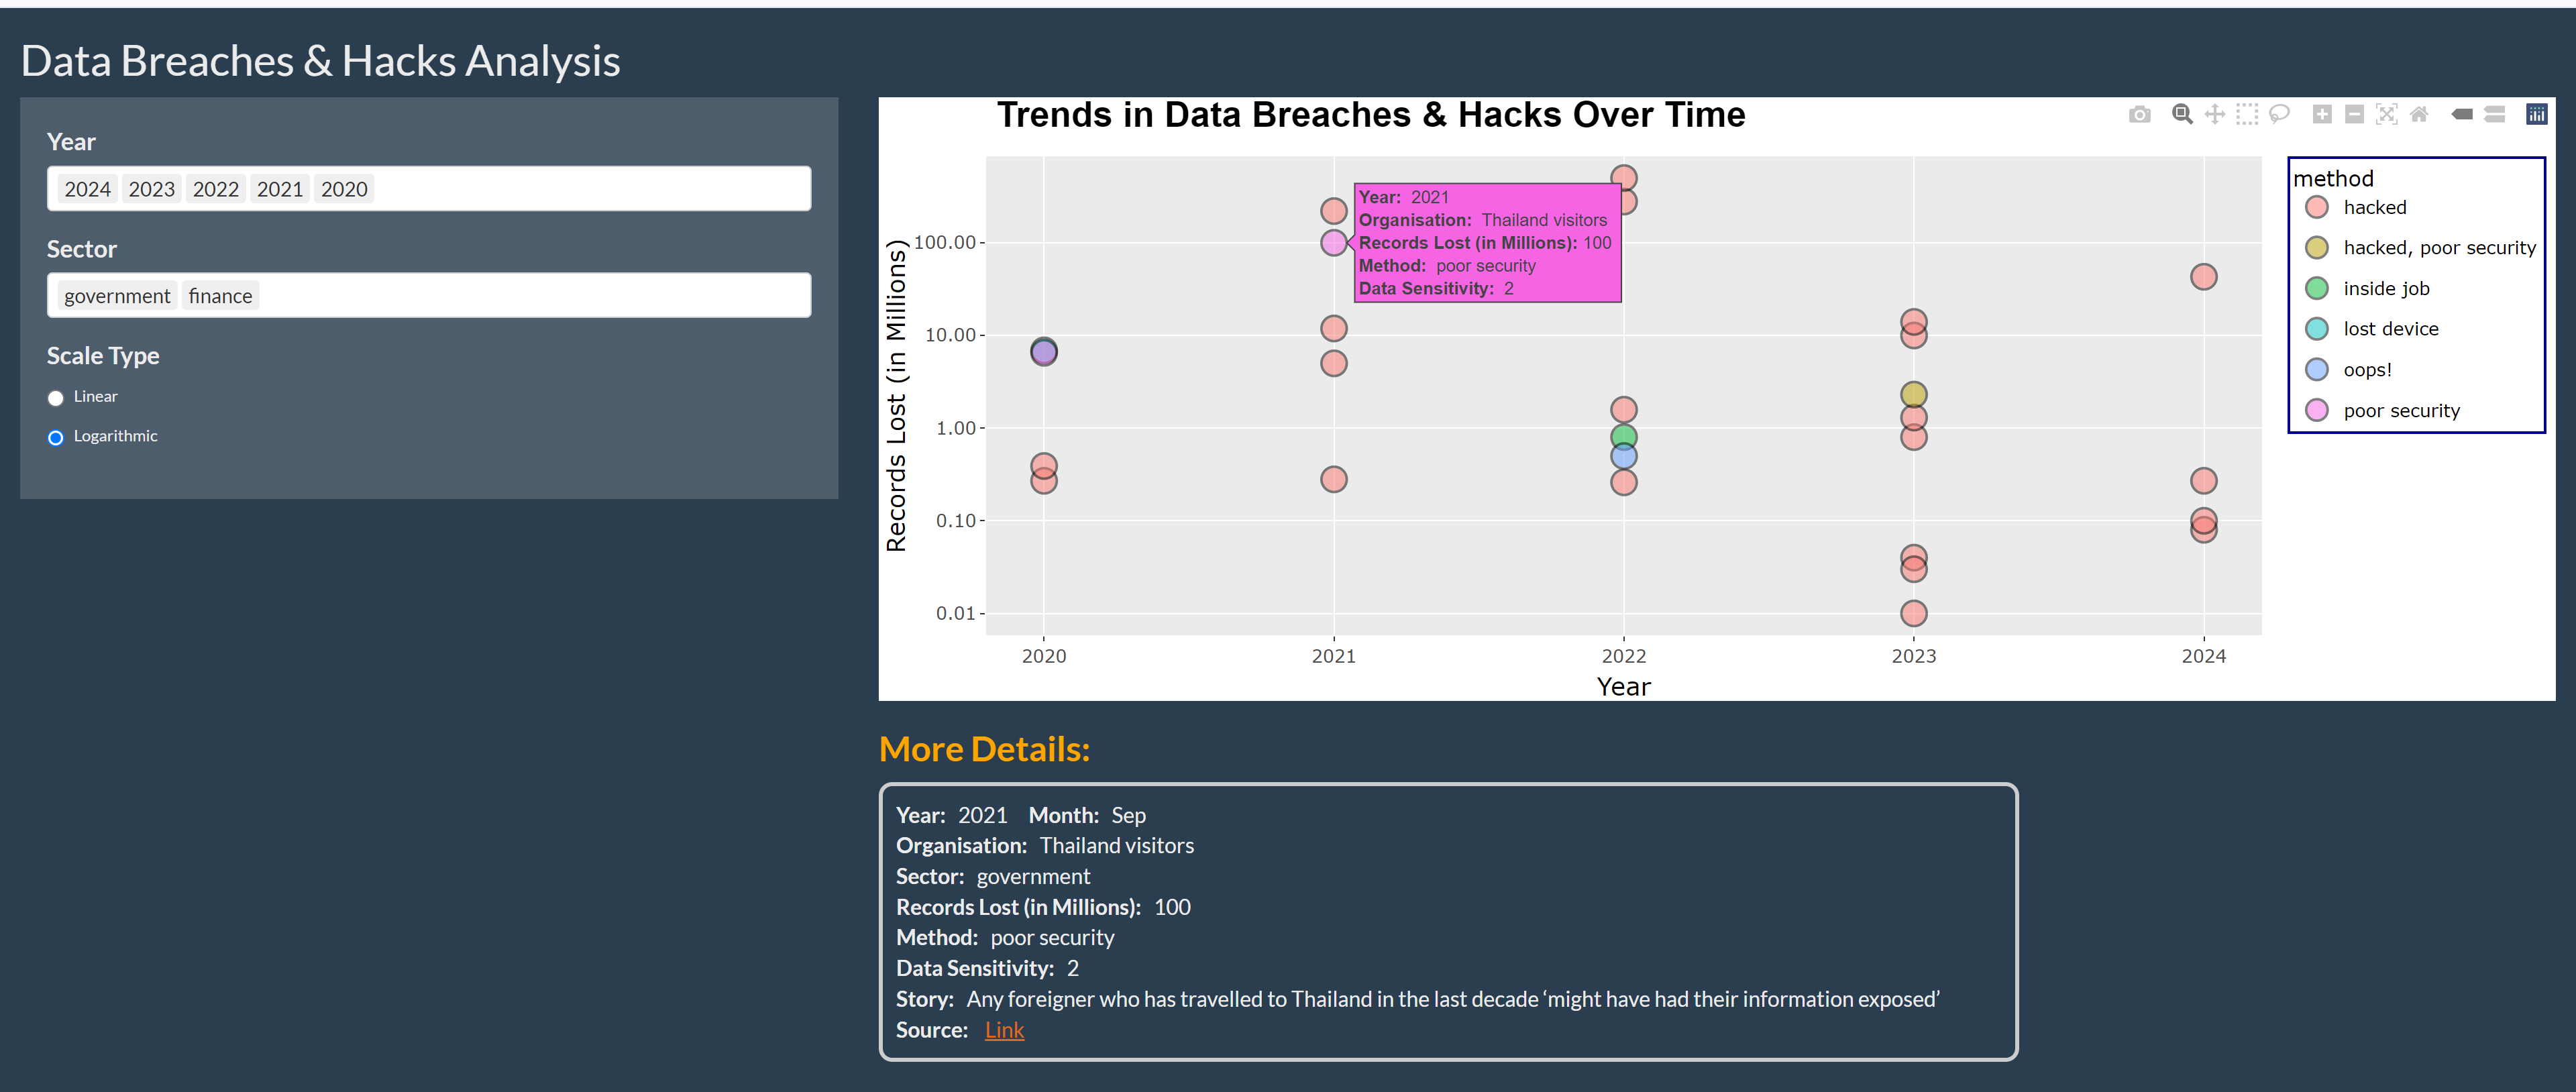 Data Breaches & Hacks Analysis
Year
2024 2023 2022 2021 2020
Sector
government finance
Scale Type
Linear
Logarithmic
Trends in Data Breaches & Hacks Over Time
Records Lost (in Millions)
100.00
10.00
1.00
0.10
0.01
2020 2021 2022 2023 2024
Year
Year: 2021
Organisation: Thailand visitors
Records Lost (in Millions): 100
Method: poor security
Data Sensitivity: 2
method
hacked
hacked, poor security
inside job
lost device
oops!
poor security
More Details:
Year: 2021 Month: Sep
Organisation: Thailand visitors
Sector: government
Records Lost (in Millions): 100
Method: poor security
Data Sensitivity: 2
Story: Any foreigner who has travelled to Thailand in the last decade ‘might have had their information exposed’
Source: Link